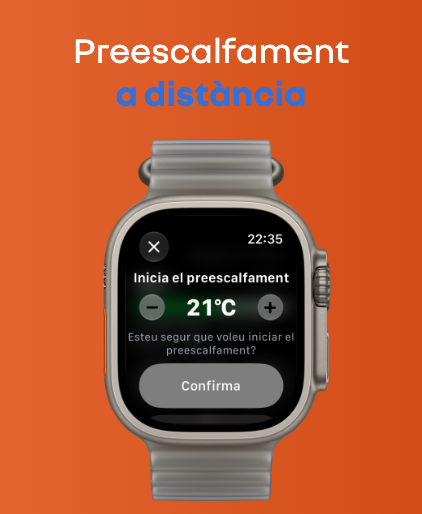 Preescalfament
a distància
22:35
Inicia el preescalfament
21°C
Esteu segur que voleu iniciar el
preescalfament?
Confirma